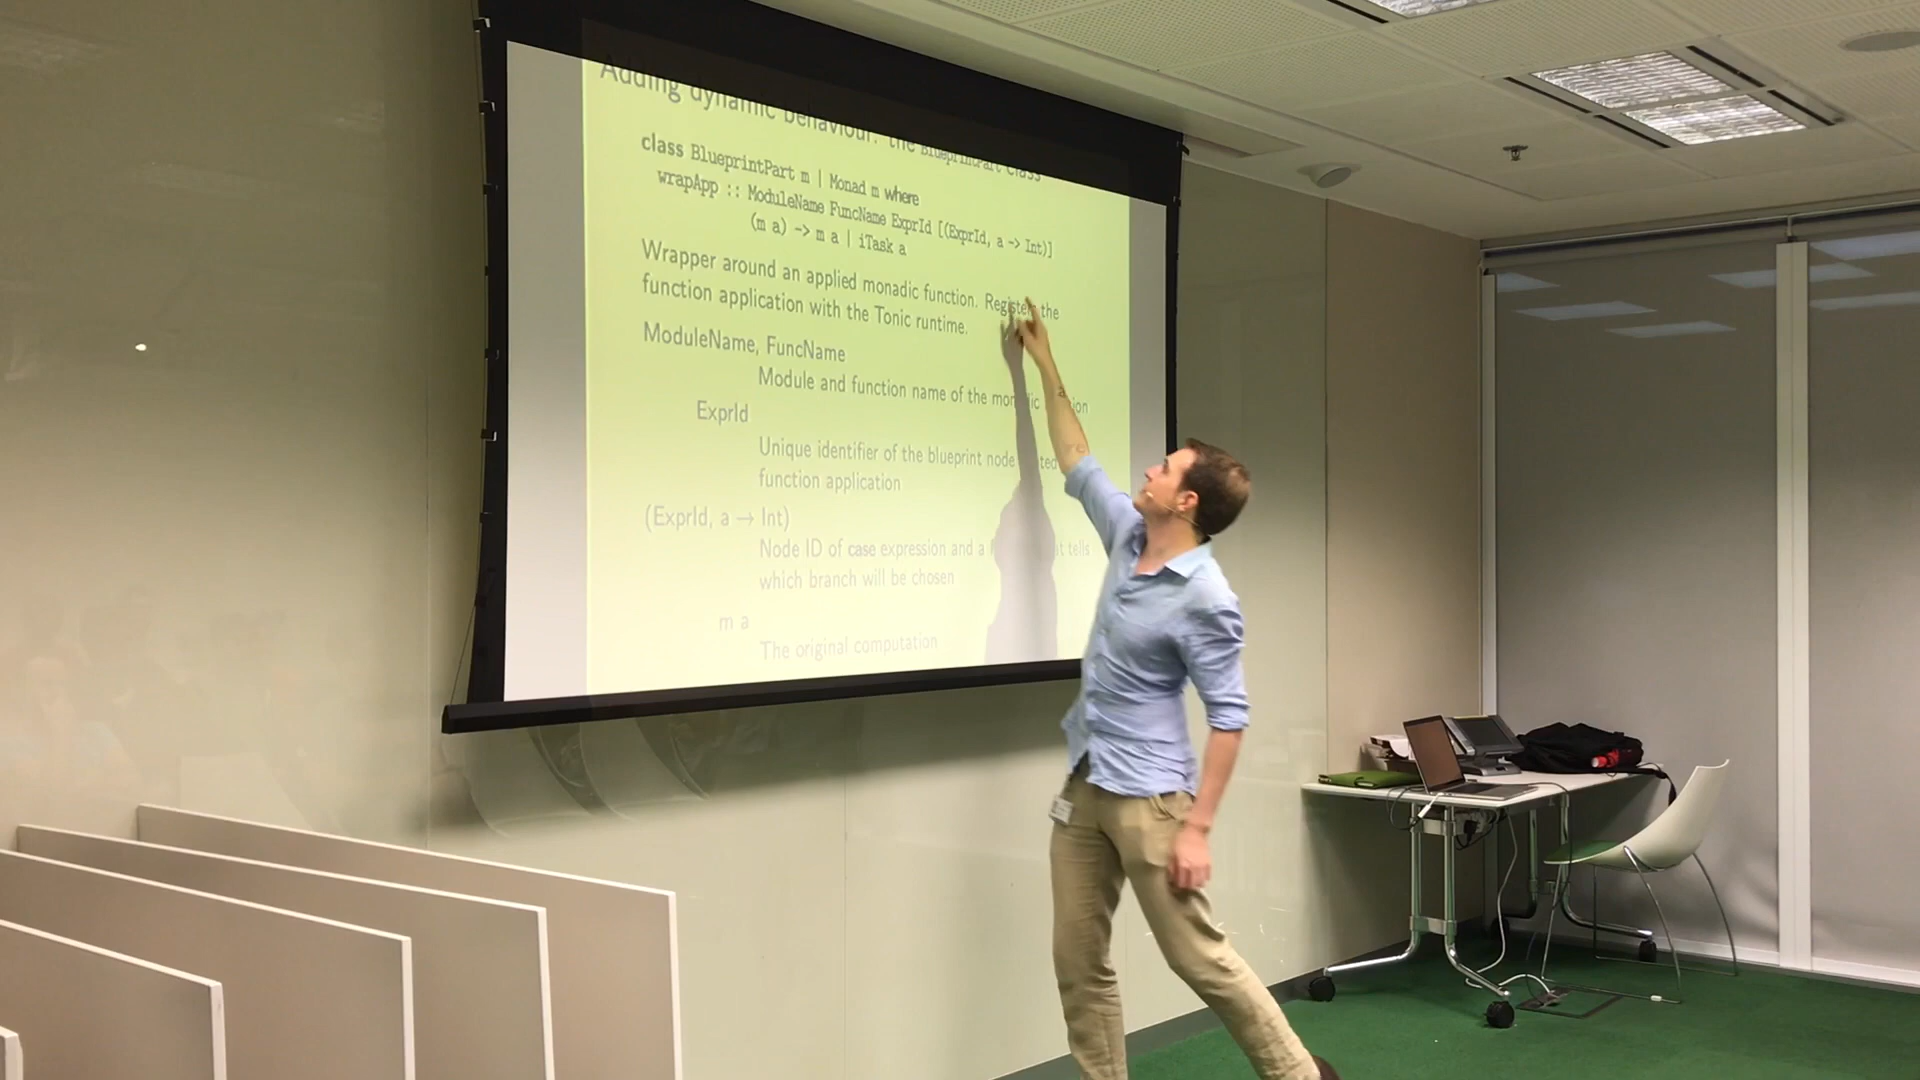 Adding dynamic behaviour: the BlueprintPart class
class BlueprintPart m | Monad m where
wrapApp :: ModuleName FuncName ExprId [(ExprId, a -> Int)]
(m a) -> m a | iTask a
Wrapper around an applied monadic function. Registers the
function application with the Tonic runtime.
ModuleName, FuncName
Module and function name of the
ExprId
Unique identifier of the blueprint node
function application
(ExprId, a → Int)
Node ID of case expression and a tells
which branch will be chosen
m a
The original computation